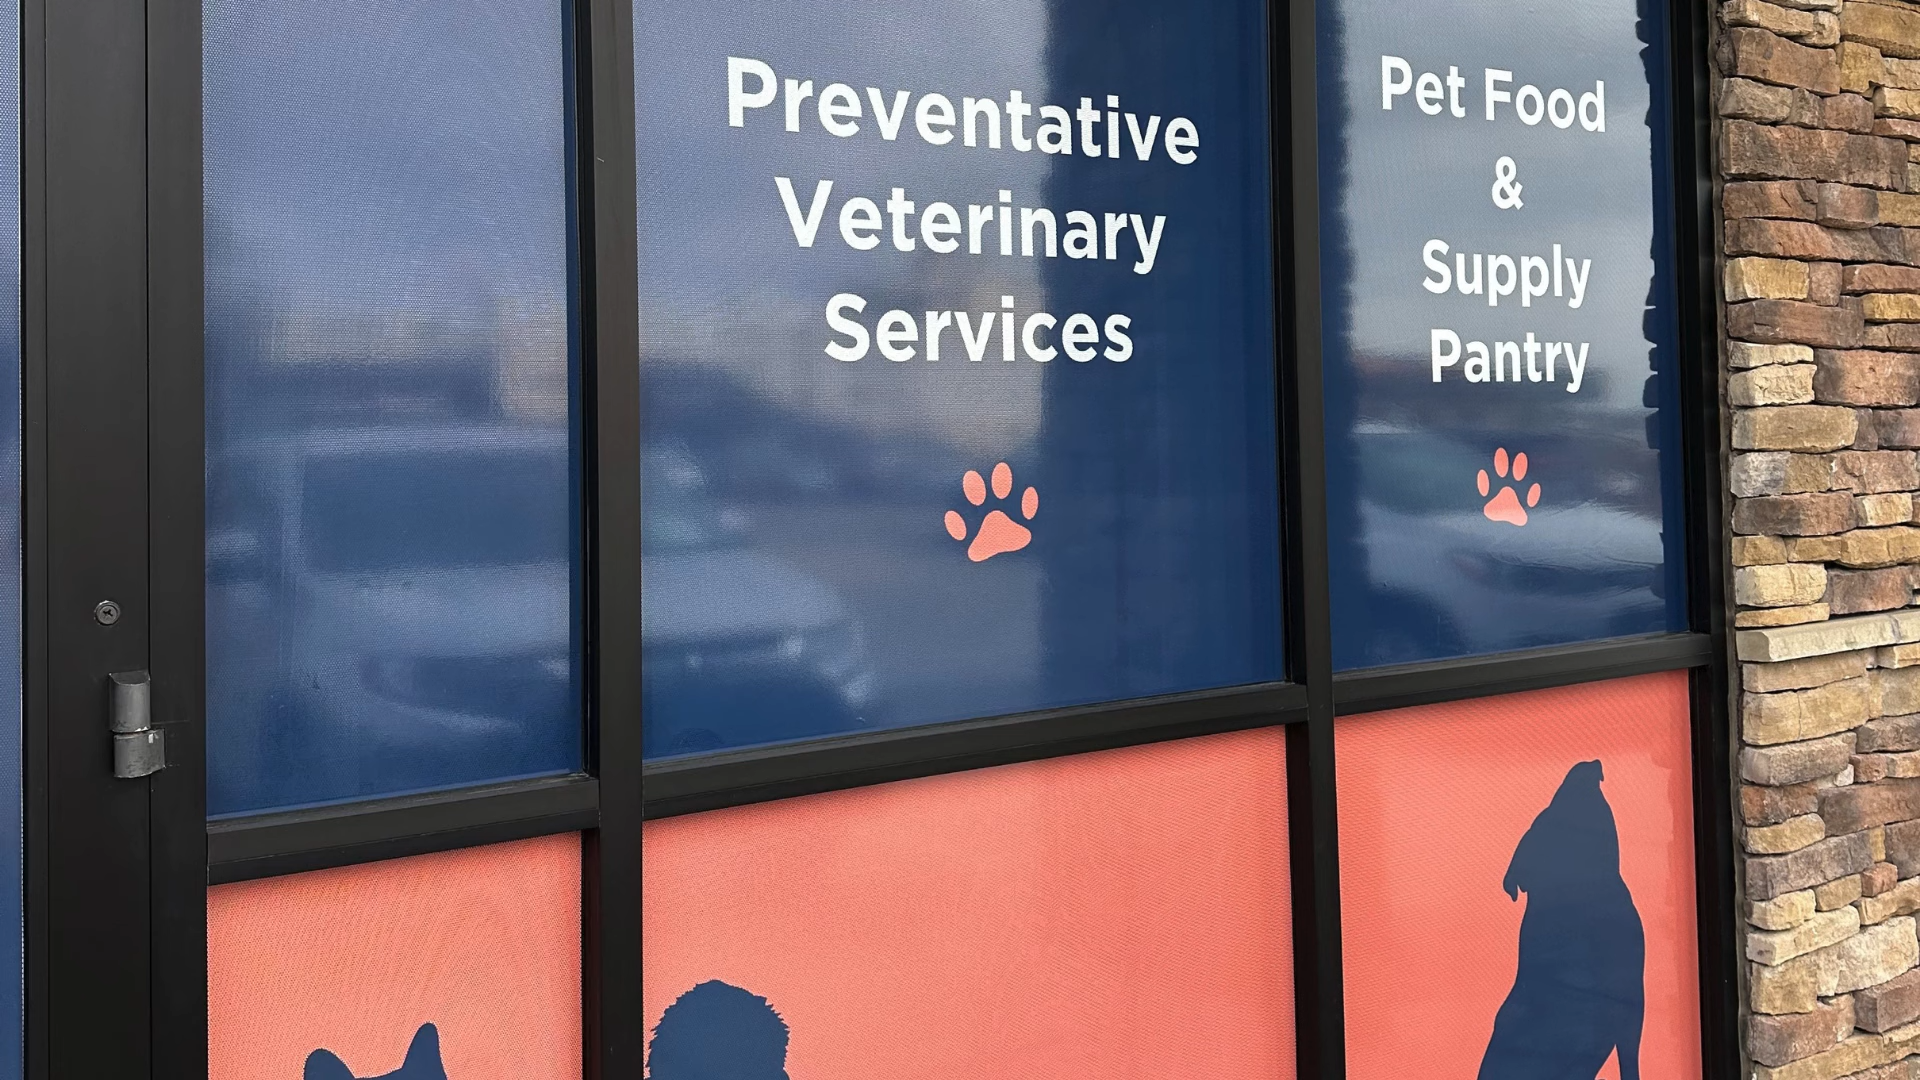 Preventative
Veterinary
Services
Pet Food
&
Supply
Pantry